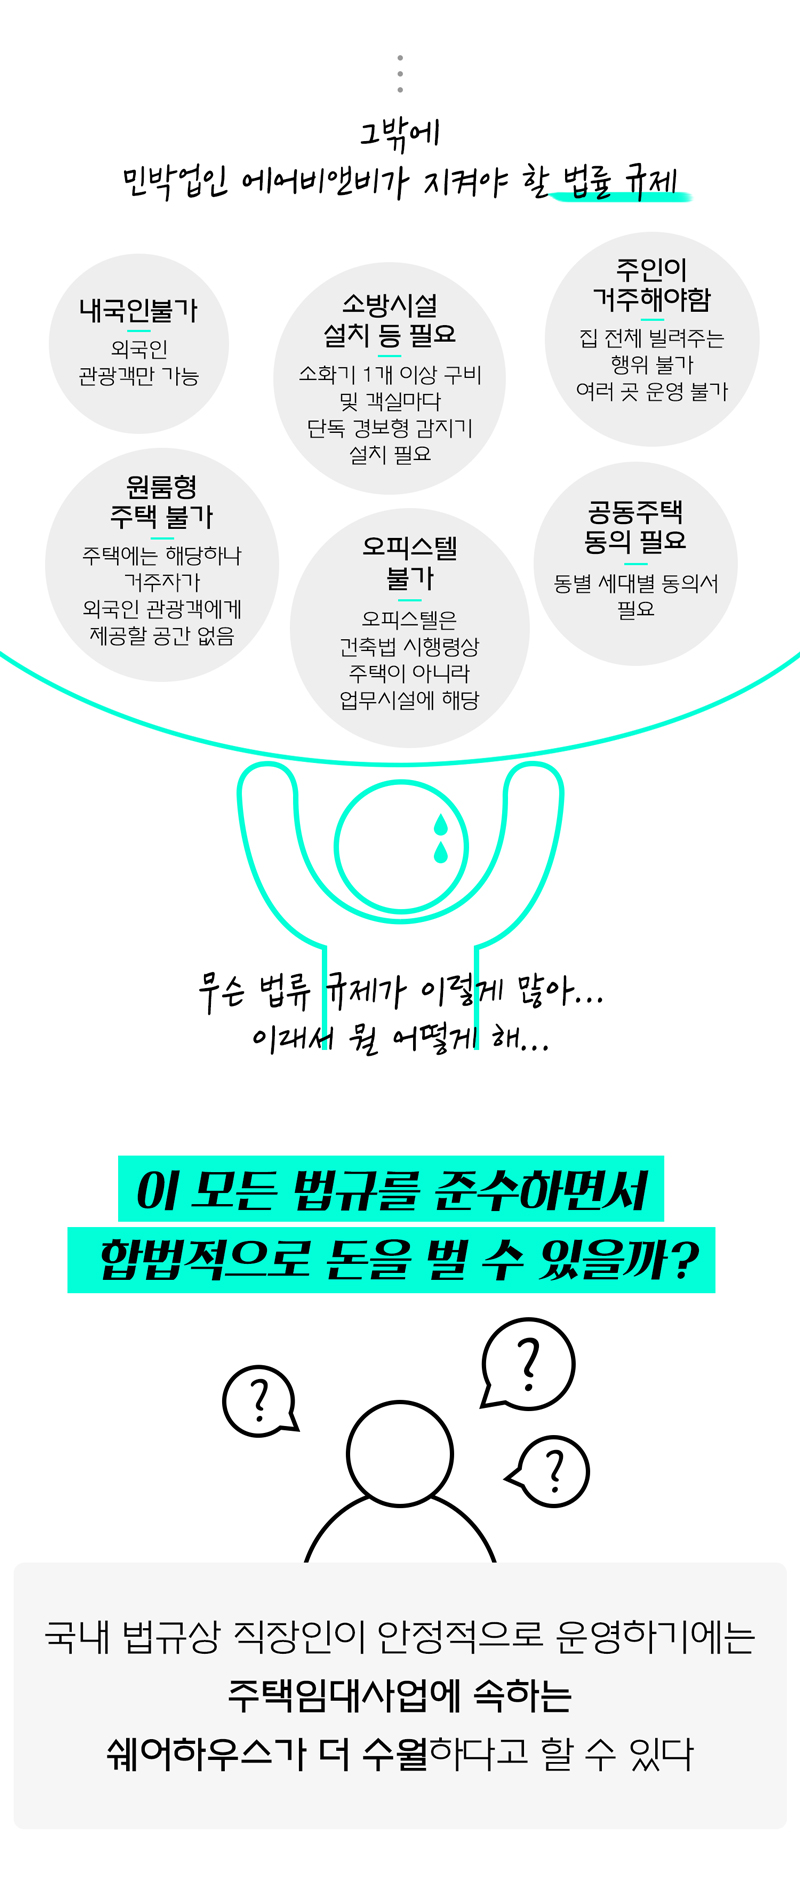 그밖에
민박업인 에어비앤비가 지켜야 할 법률 규제
내국인불가
외국인
관광객만 가능
소방시설
설치 등 필요
소화기 1개 이상 구비
및 객실마다
단독 경보형 감지기
설치 필요
주인이
거주해야함
집 전체 빌려주는
행위 불가
여러 곳 운영 불가
원룸형
주택 불가
주택에는 해당하나
거주자가
외국인 관광객에게
제공할 공간 없음
오피스텔
불가
오피스텔은
건축법 시행령상
주택이 아니라
업무시설에 해당
공동주택
동의 필요
동별 세대별 동의서
필요
무슨 법류 규제가 이렇게 많아...
이래서 뭘 어떻게 해...
이 모든 법규를 준수하면서
합법적으로 돈을 벌 수 있을까?
?
?
?
국내 법규상 직장인이 안정적으로 운영하기에는
주택임대사업에 속하는
쉐어하우스가 더 수월하다고 할 수 있다